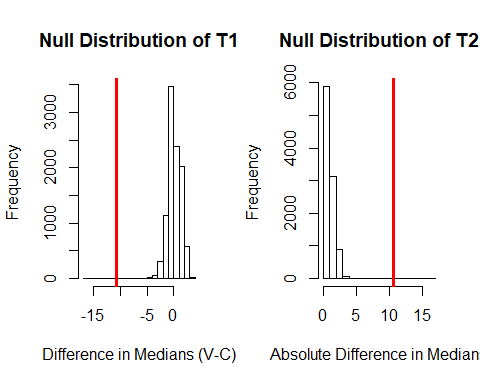 Null Distribution of T1
Frequency
0
1000
2000
3000
-15
-5
0
Difference in Medians (V-C)
Null Distribution of T2
Frequency
0
2000
4000
6000
0
5
10
15
Absolute Difference in Median